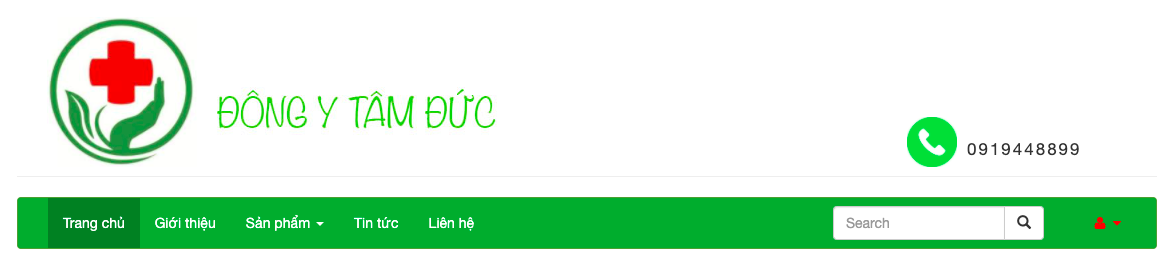 ĐÔNG Y TÂM ĐỨC
0919448899
Trang chủ Giới thiệu Sản phẩm Tin tức Liên hệ Search